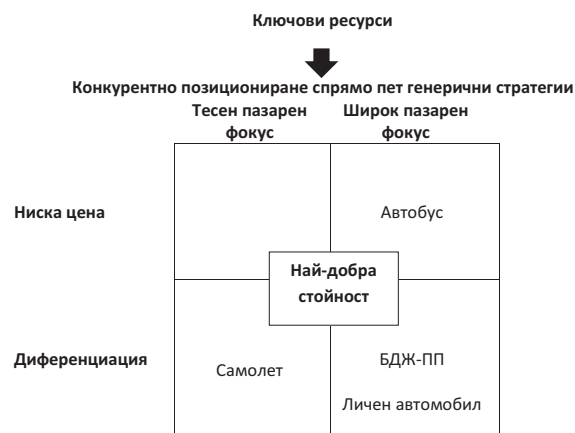 Ключови ресурси
Конкурентно позициониране спрямо пет генерични стратегии
Тесен пазарен фокус
Широк пазарен фокус
Ниска цена
Автобус
Най-добра
стойност
Диференциация
Самолет
БДЖ-ПП
Личен автомобил